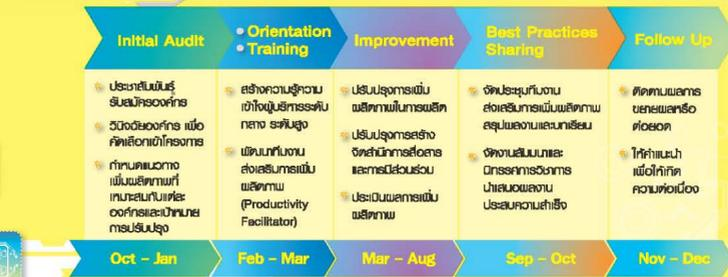 Initial Audit
Orientation
Training
Improvement
Best Practices
Sharing
Follow Up
ประชาสัมพันธ์
รับสมัครองค์กร
วินิจฉัยองค์กร เพื่อ
คัดเลือกเข้าโครงการ
กำหนดแนวทาง
เพิ่มผลิตภาพที่
เหมาะสมกับแต่ละ
องค์กรและเป้าหมาย
การปรับปรุง
สร้างความรู้ความ
เข้าใจผู้บริหารระดับ
กลาง ระดับสูง
พัฒนาทีมงาน
ส่งเสริมการเพิ่ม
ผลิตภาพ
(Productivity
Facilitator)
ปรับปรุงการเพิ่ม
ผลิตภาพในการผลิต
ปรับปรุงการสร้าง
จิตสำนึกการสื่อสาร
และการมีส่วนร่วม
ประเมินผลการเพิ่ม
ผลิตภาพ
จัดประชุมทีมงาน
ส่งเสริมการเพิ่มผลิตภาพ
สรุปผลงานและบทเรียน
จัดงานสัมมนาและ
นิทรรศการวิชาการ
นำเสนอผลงาน
ประสบความสำเร็จ
ติดตามผลการ
ขยายผลหรือ
ต่อยอด
ให้คำแนะนำ
เพื่อให้เกิด
ความต่อเนื่อง
Oct – Jan
Feb – Mar
Mar – Aug
Sep – Oct
Nov – Dec